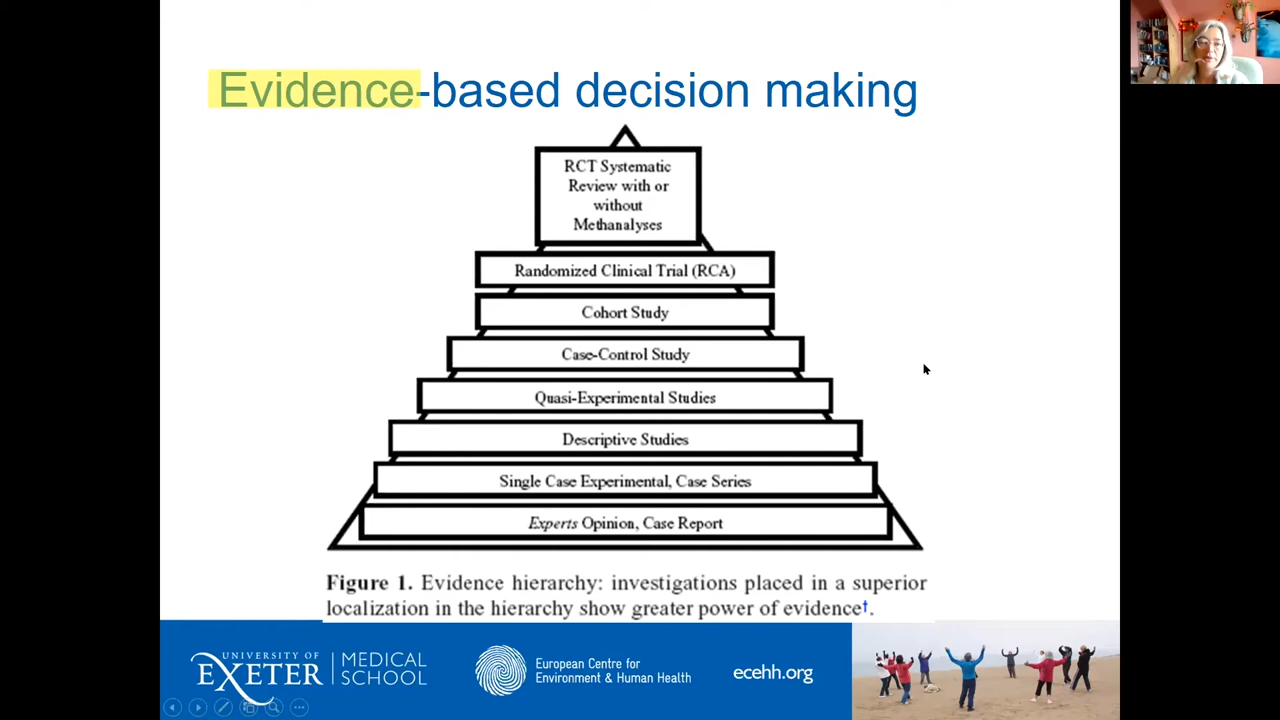 Evidence-based decision making
RCT Systematic
Review with or
without
Methanalyses
Randomized Clinical Trial (RCA)
Cohort Study
Case-Control Study
Quasi-Experimental Studies
Descriptive Studies
Single Case Experimental, Case Series
Experts Opinion, Case Report
Figure 1. Evidence hierarchy: investigations placed in a superior
localization in the hierarchy show greater power of evidence†.
UNIVERSITY OF
EXETER
MEDICAL
SCHOOL
European Centre for
Environment & Human Health
ecehh.org